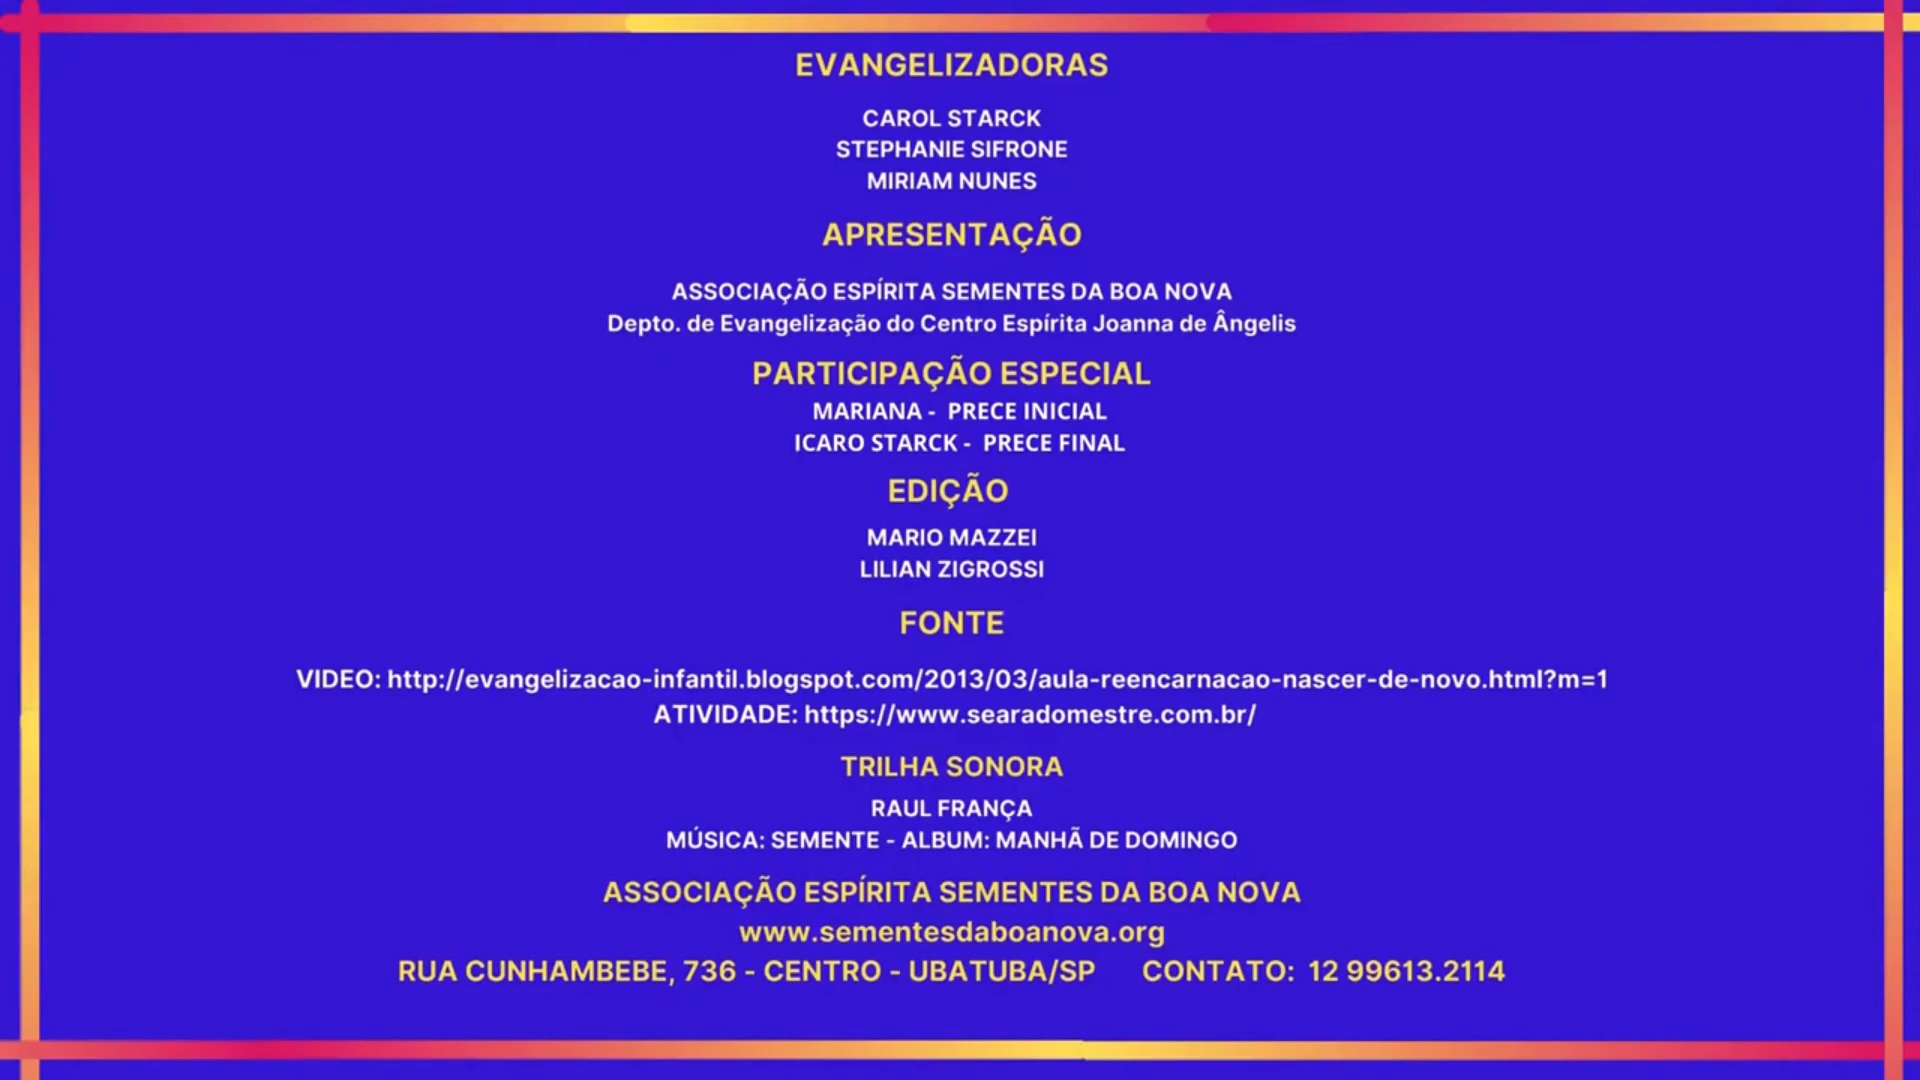 EVANGELIZADORAS
CAROL STARCK
STEPHANIE SIFRONE
MIRIAM NUNES
APRESENTAÇÃO
ASSOCIAÇÃO ESPÍRITA SEMENTES DA BOA NOVA
Depto. de Evangelização do Centro Espírita Joanna de Ângelis
PARTICIPAÇÃO ESPECIAL
MARIANA - PRECE INICIAL
ICARO STARCK - PRECE FINAL
EDIÇÃO
MARIO MAZZEI
LILIAN ZIGROSSI
FONTE
VIDEO: http://evangelizacao-infantil.blogspot.com/2013/03/aula-reencarnacao-nascer-de-novo.html?m=1
ATIVIDADE: https://www.searadomestre.com.br/
TRILHA SONORA
RAUL FRANÇA
MÚSICA: SEMENTE - ALBUM: MANHÃ DE DOMINGO
ASSOCIAÇÃO ESPÍRITA SEMENTES DA BOA NOVA
www.sementesdaboanova.org
RUA CUNHAMBEBE, 736 - CENTRO - UBATUBA/SP CONTATO: 12 99613.2114